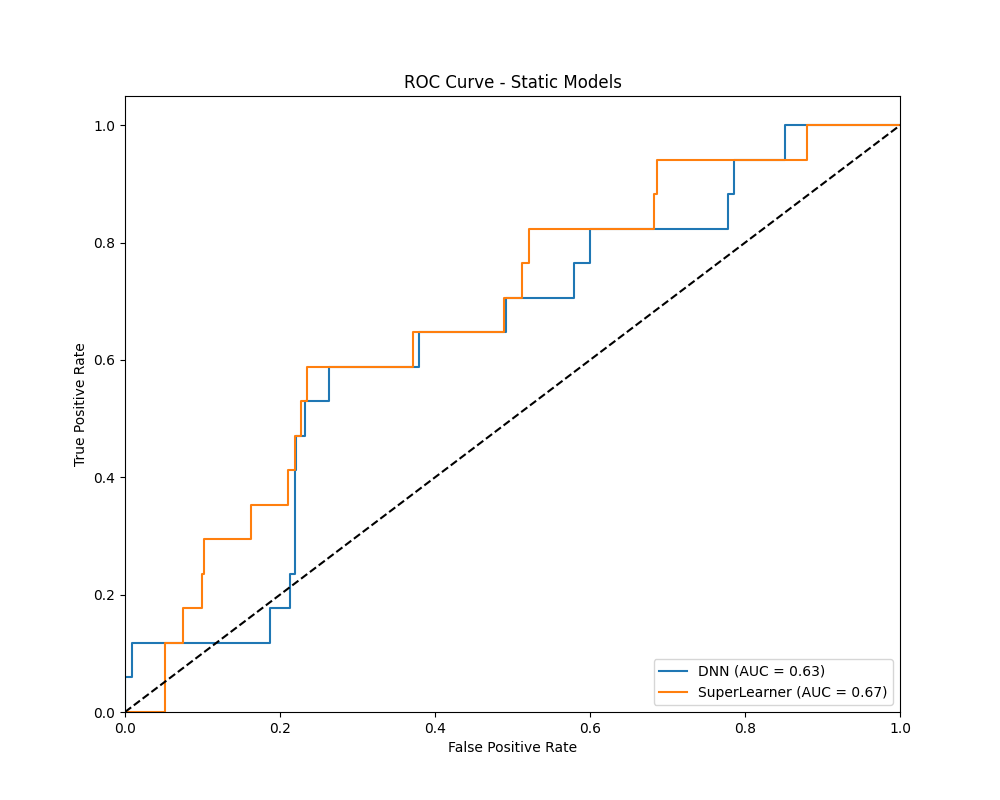 ROC Curve - Static Models
True Positive Rate
1.0
0.8
0.6
0.4
0.2
0.0
0.0 0.2 0.4 0.6 0.8 1.0
False Positive Rate
DNN (AUC = 0.63)
SuperLearner (AUC = 0.67)